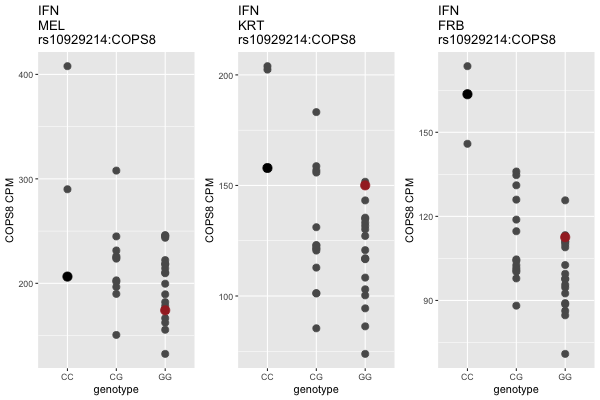 IFN
MEL
rs10929214:COPS8
COPS8 CPM
400
300
200
CC
CG
GG
genotype
IFN
KRT
rs10929214:COPS8
COPS8 CPM
200
150
100
CC
CG
GG
genotype
IFN
FRB
rs10929214:COPS8
COPS8 CPM
150
120
90
CC
CG
GG
genotype